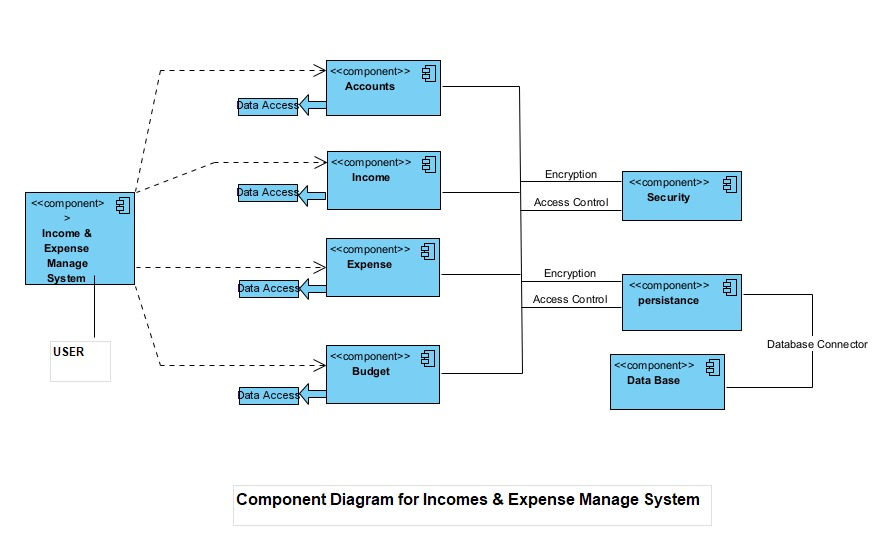 <<component>>
Accounts
Data Access
<<component>>
Income
Data Access
<<component>
>
Income &
Expense
Manage
System
USER
<<component>>
Expense
Data Access
<<component>>
Budget
Data Access
Encryption
Access Control
<<component>>
Security
Encryption
Access Control
<<component>>
persistance
Database Connector
<<component>>
Data Base
Component Diagram for Incomes & Expense Manage System